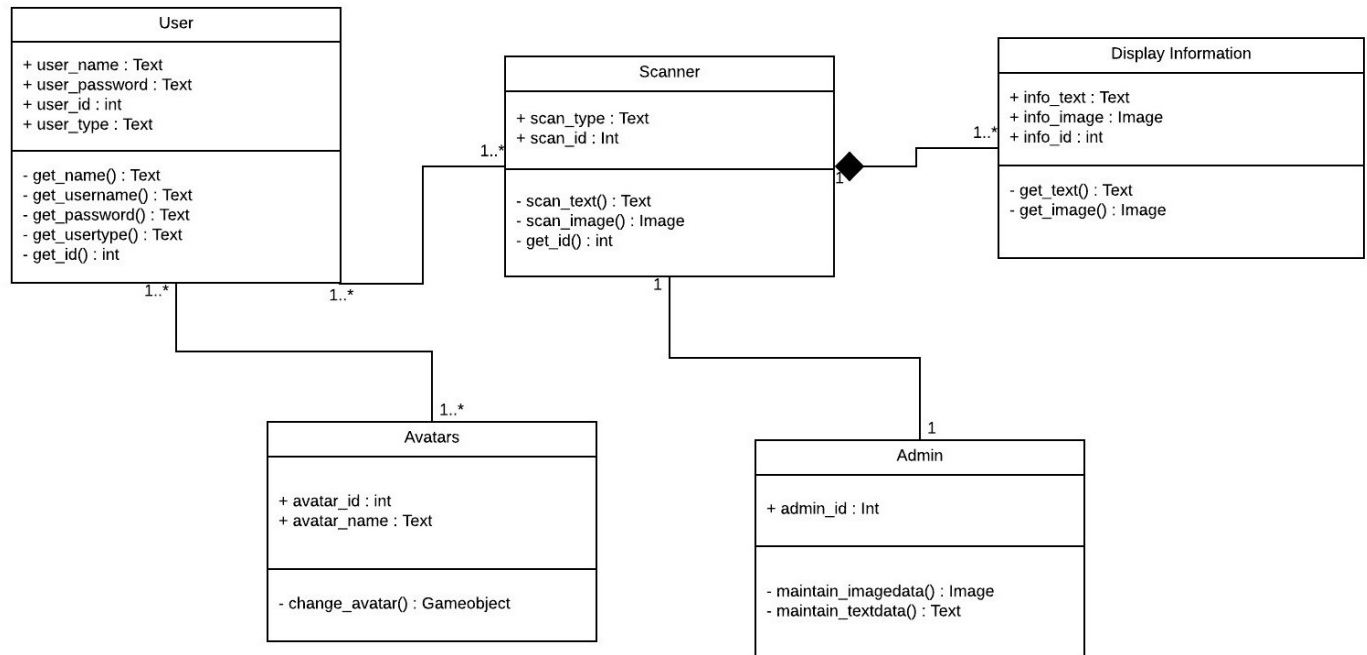 User
+ user_name : Text
+ user_password : Text
+ user_id : int
+ user_type : Text
- get_name() : Text
- get_username() : Text
- get_password() : Text
- get_usertype() : Text
- get_id() : int
1..*
1..*
1..*
Scanner
+ scan_type : Text
+ scan_id : Int
- scan_text() : Text
- scan_image() : Image
- get_id() : int
1
1
1..*
Display Information
+ info_text : Text
+ info_image : Image
+ info_id : int
- get_text() : Text
- get_image() : Image
1..*
Avatars
+ avatar_id : int
+ avatar_name : Text
- change_avatar() : Gameobject
1
Admin
+ admin_id : Int
- maintain_imagedata() : Image
- maintain_textdata() : Text